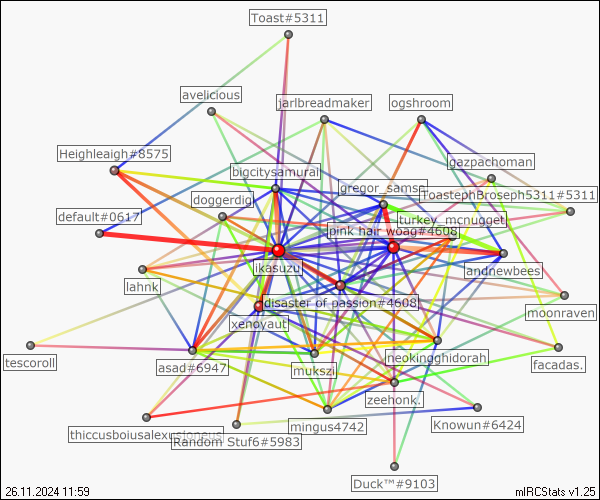 Toast#5311
avelicious
jarlbreadmaker
ogshroom
Heighleaigh#8575
gazpachoman
bigcitysamurai
gregor_samsa
ToastephBroseph5311#5311
doggerdig
default#0617
turkey_mcnugget
pink hair woag#4608
ikasuzu
andnewbees
lahnk
disaster of passion#4608
moonraven
xenoyaut
tescoroll
asad#6947
mukszi
neokingghidorah
facadas.
zeehonk.
thiccusboiusalexusioneus
Random Stuf6#5983
mingus4742
Knowun#6424
Duck™#9103
26.11.2024 11:59
mIRCStats v1.25